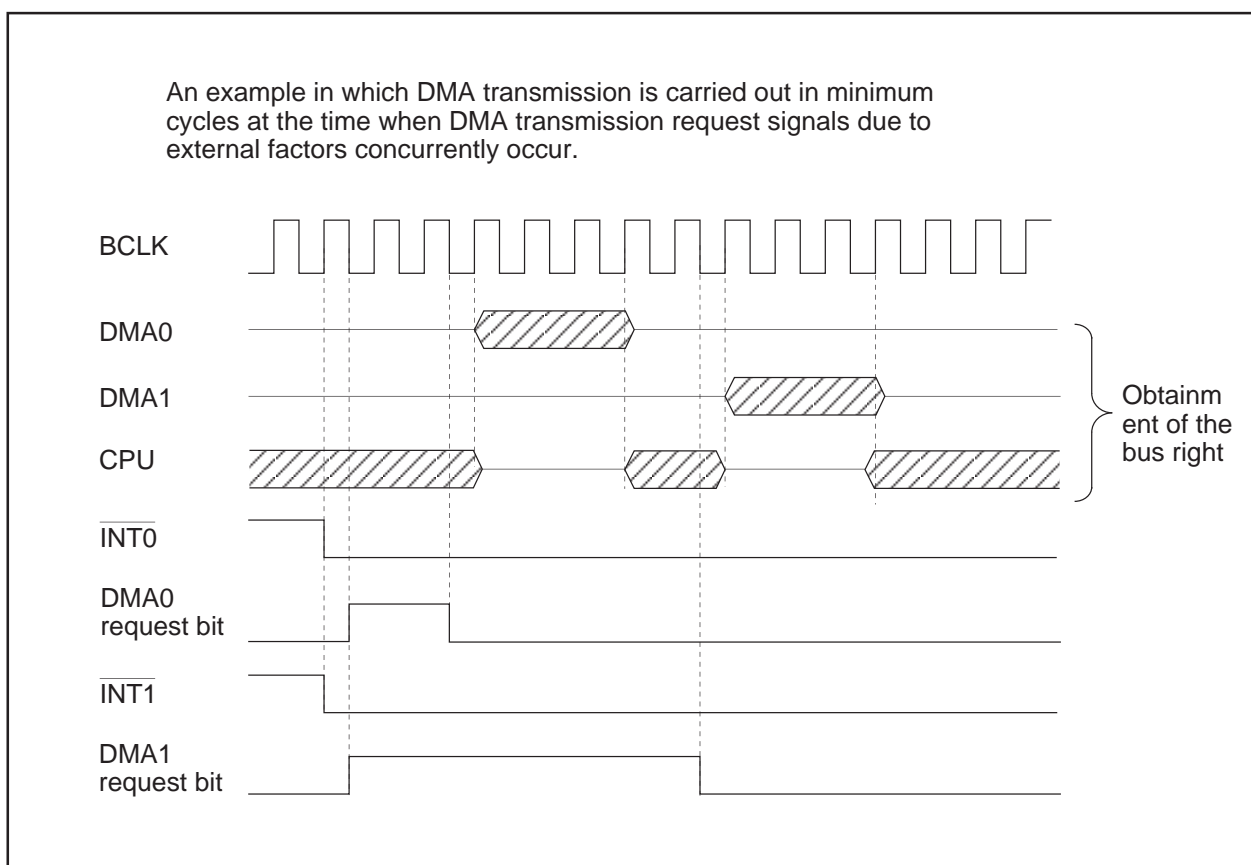 An example in which DMA transmission is carried out in minimum
cycles at the time when DMA transmission request signals due to
external factors concurrently occur.
BCLK
DMA0
DMA1
CPU
Obtainm
ent of the
bus right
INT0
DMA0
request bit
INT1
DMA1
request bit